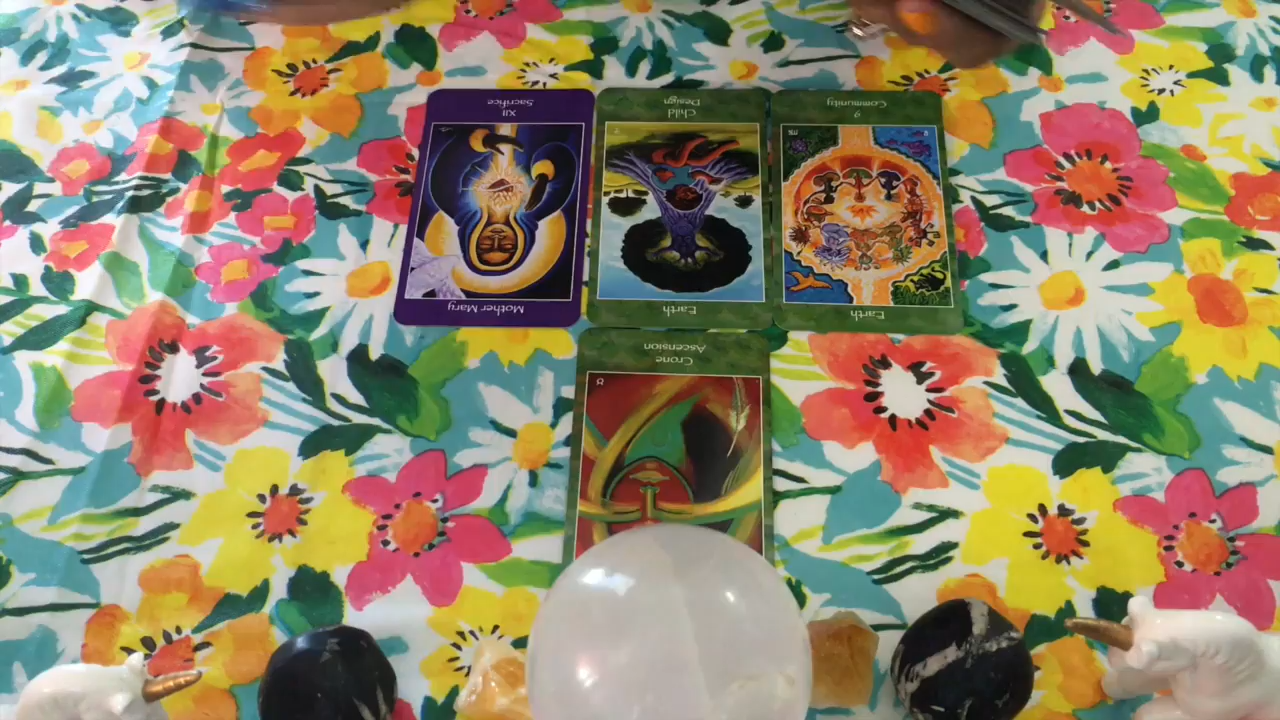 Sacrifice
XII
Mother Mary
Design
Child
Earth
Community
9
Earth
Ascension
Crone